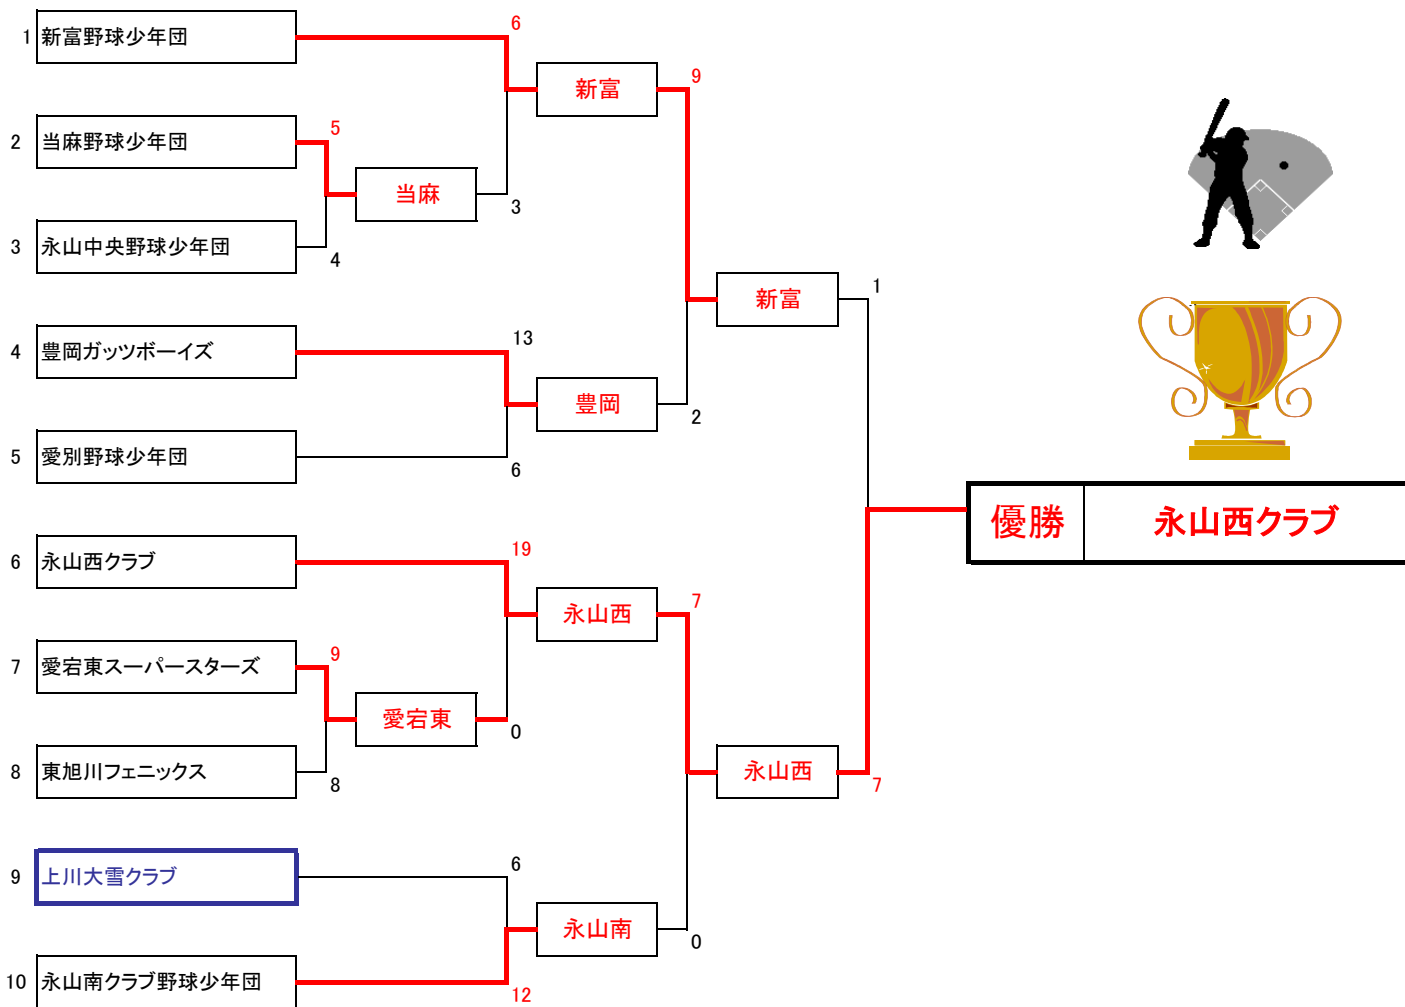 1 新富野球少年団
6
新富
9
2 当麻野球少年団
5
当麻
3
3 永山中央野球少年団
4
新富
1
4 豊岡ガッツボーイズ
13
豊岡
2
5 愛別野球少年団
6
優勝 永山西クラブ
6 永山西クラブ
19
永山西
7
7 愛宕東スーパースターズ
9
愛宕東
0
8 東旭川フェニックス
8
永山西
7
9 上川大雪クラブ
6
永山南
0
10 永山南クラブ野球少年団
12